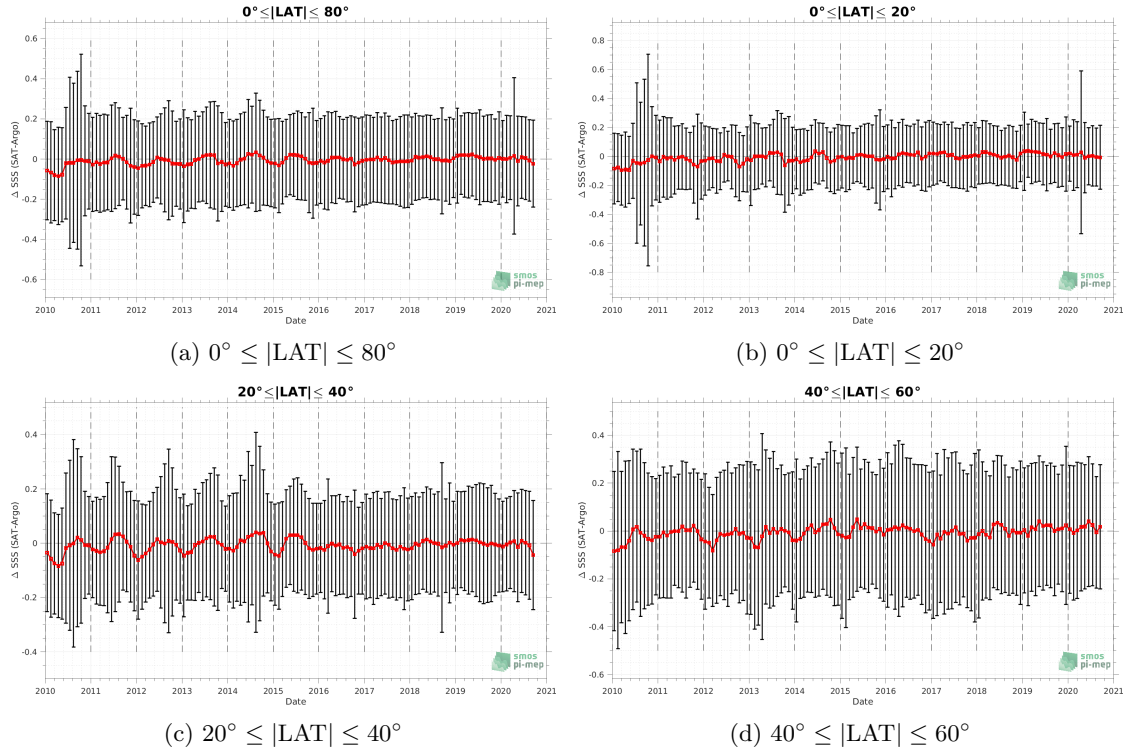 0°≤|LAT|≤ 80°
Δ SSS (SAT-Argo)
0.6
0.4
0.2
0
-0.2
-0.4
-0.6
smos
pi-mep
2010 2011 2012 2013 2014 2015 2016 2017 2018 2019 2020 2021
Date
(a) 0° ≤ |LAT| ≤ 80°
0°≤|LAT|≤ 20°
Δ SSS (SAT-Argo)
0.8
0.6
0.4
0.2
0
-0.2
-0.4
-0.6
-0.8
smos
pi-mep
2010 2011 2012 2013 2014 2015 2016 2017 2018 2019 2020 2021
Date
(b) 0° ≤ |LAT| ≤ 20°
20°≤|LAT|≤ 40°
Δ SSS (SAT-Argo)
0.4
0.2
0
-0.2
-0.4
smos
pi-mep
2010 2011 2012 2013 2014 2015 2016 2017 2018 2019 2020 2021
Date
(c) 20° ≤ |LAT| ≤ 40°
40°≤|LAT|≤ 60°
Δ SSS (SAT-Argo)
0.4
0.2
0
-0.2
-0.4
-0.6
smos
pi-mep
2010 2011 2012 2013 2014 2015 2016 2017 2018 2019 2020 2021
Date
(d) 40° ≤ |LAT| ≤ 60°